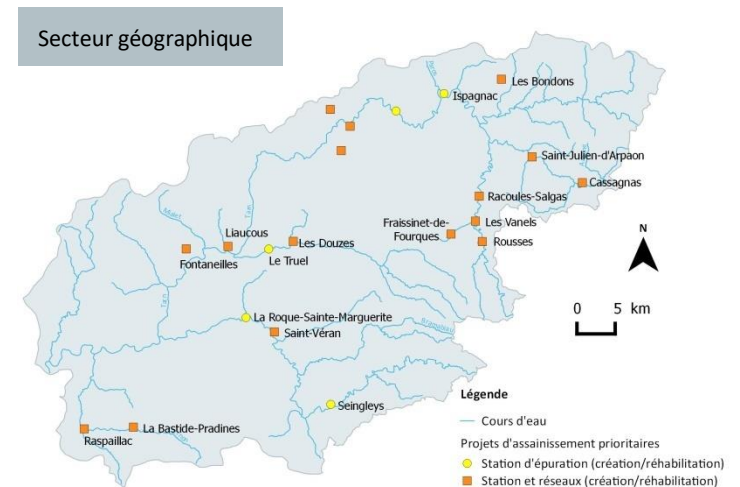 Secteur géographique
Les Bondons
Ispagnac
Saint-Julien-d'Arpaon
Cassagnas
Racoules-Salgas
Fraissinet-de-
Fourques
Les Vanels
Rousses
Liaucous
Les Douzes
Fontaneilles
Le Truel
N
0 5 km
La Roque-Sainte-Marguerite
Saint-Véran
Seingleys
La Bastide-Pradines
Raspaillac
Tarn
Tarn
Légende
Cours d'eau
Projets d'assainissement prioritaires
Station d'épuration (création/réhabilitation)
Station et réseaux (création/réhabilitation)